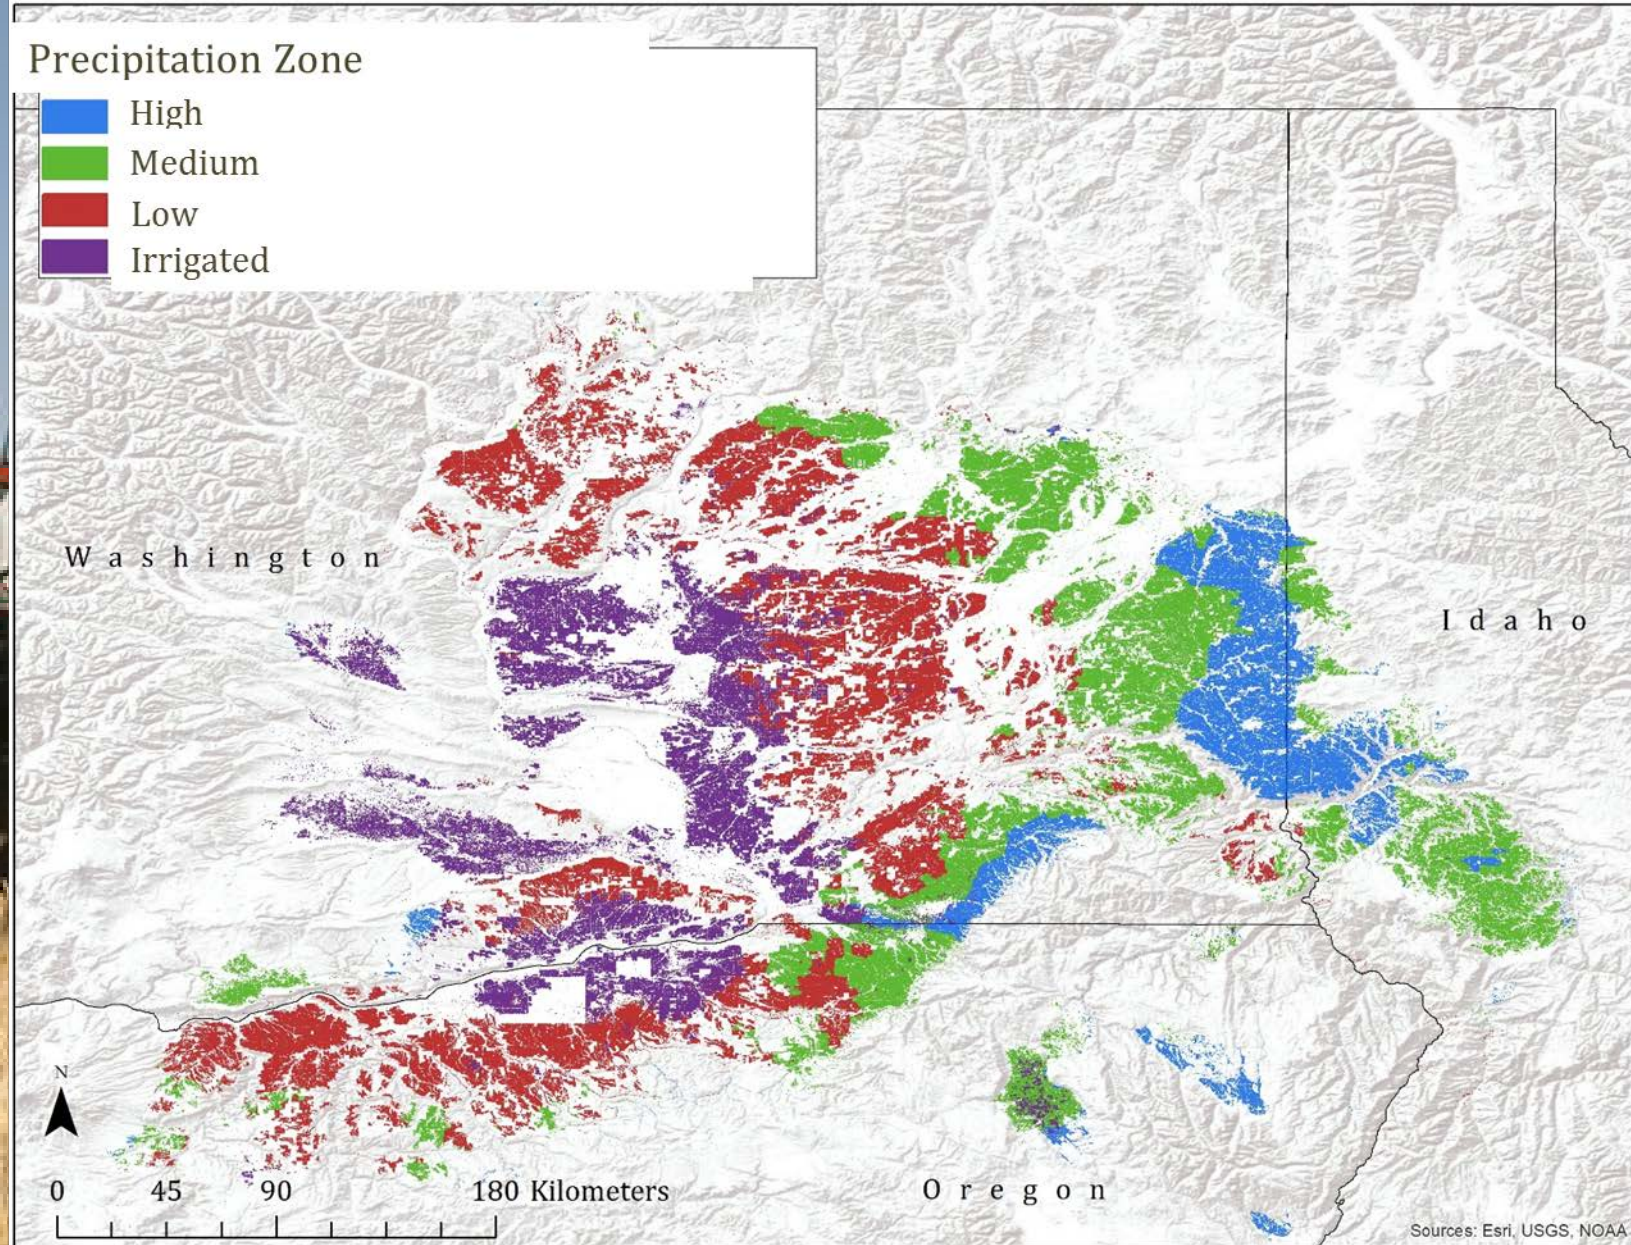 Precipitation Zone
High
Medium
Low
Irrigated
Washington
Idaho
N
0 45 90 180 Kilometers
Oregon
Sources: Esri, USGS, NOAA